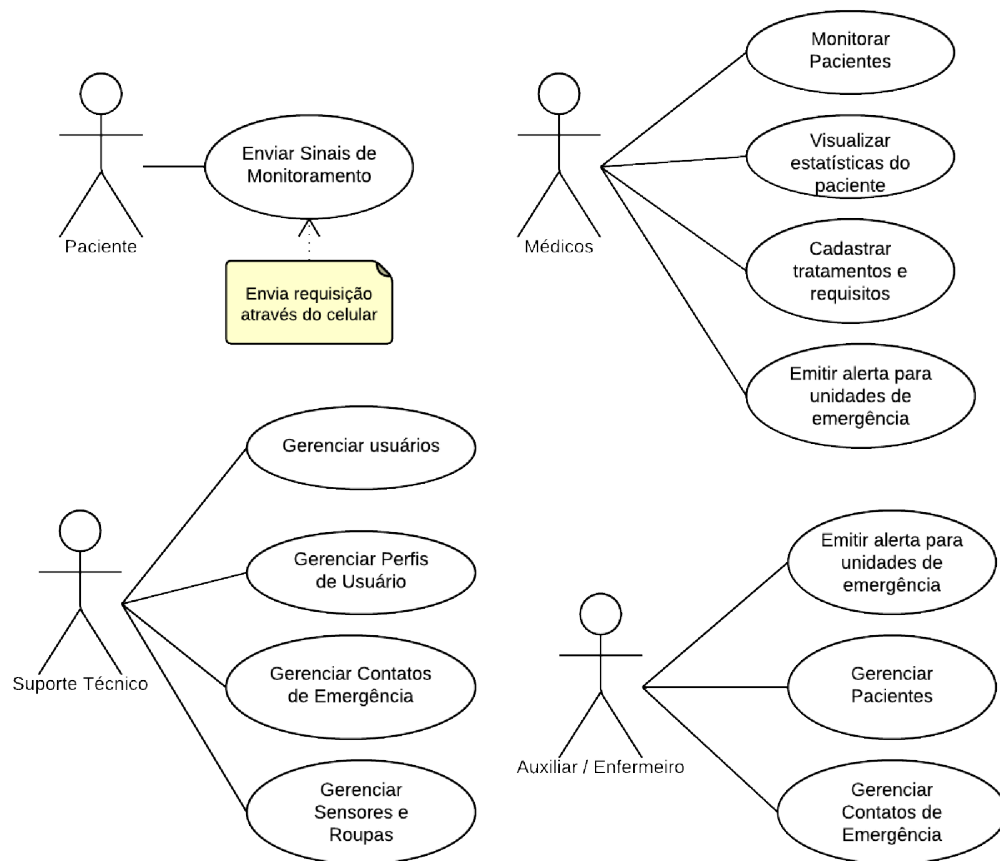 Enviar Sinais de
Monitoramento
Paciente
Envia requisição
através do celular
Monitorar
Pacientes
Visualizar
estatísticas do
paciente
Cadastrar
tratamentos e
requisitos
Emitir alerta para
unidades de
emergência
Médicos
Gerenciar usuários
Gerenciar Perfis
de Usuário
Gerenciar Contatos
de Emergência
Gerenciar
Sensores e
Roupas
Suporte Técnico
Emitir alerta para
unidades de
emergência
Gerenciar
Pacientes
Gerenciar
Contatos de
Emergência
Auxiliar / Enfermeiro